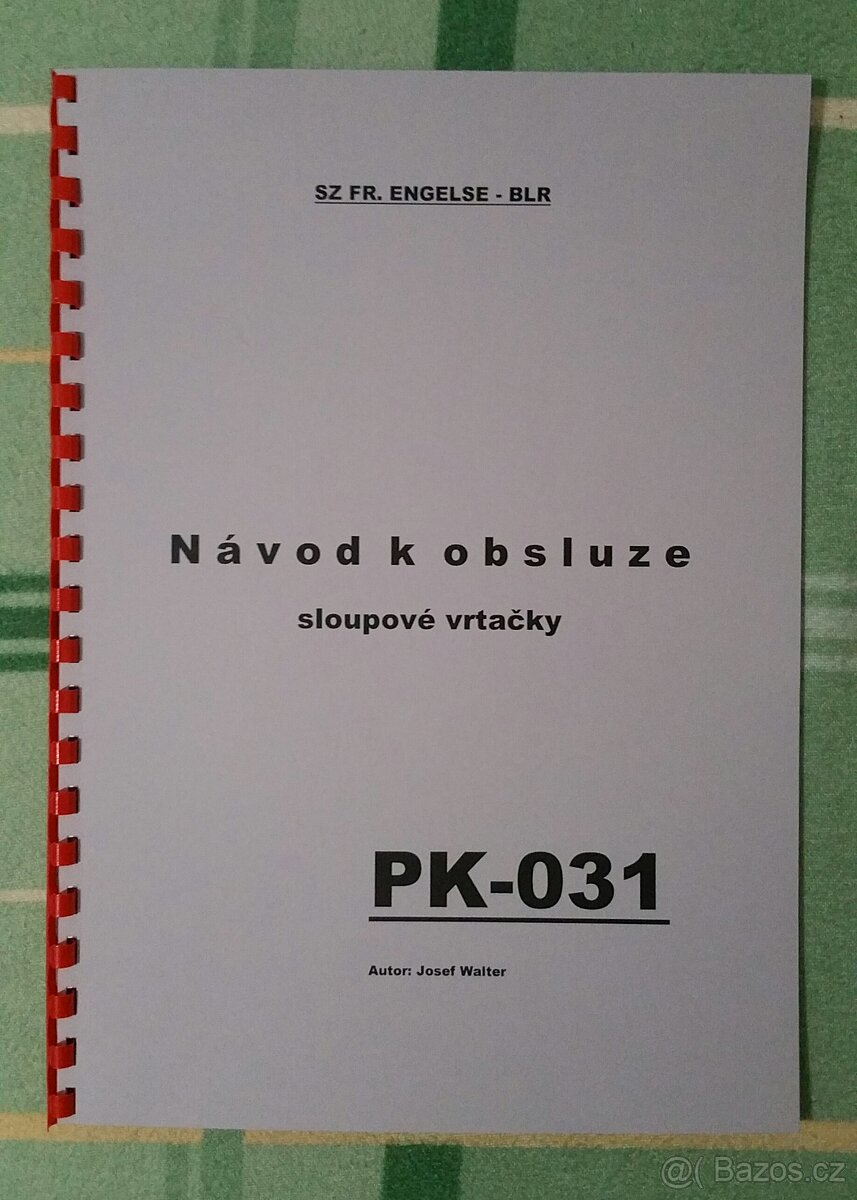 SZ FR. ENGELSE - BLR
Návod k obsluze
sloupové vrtačky
PK-031
Autor: Josef Walter
@( Bazos.cz